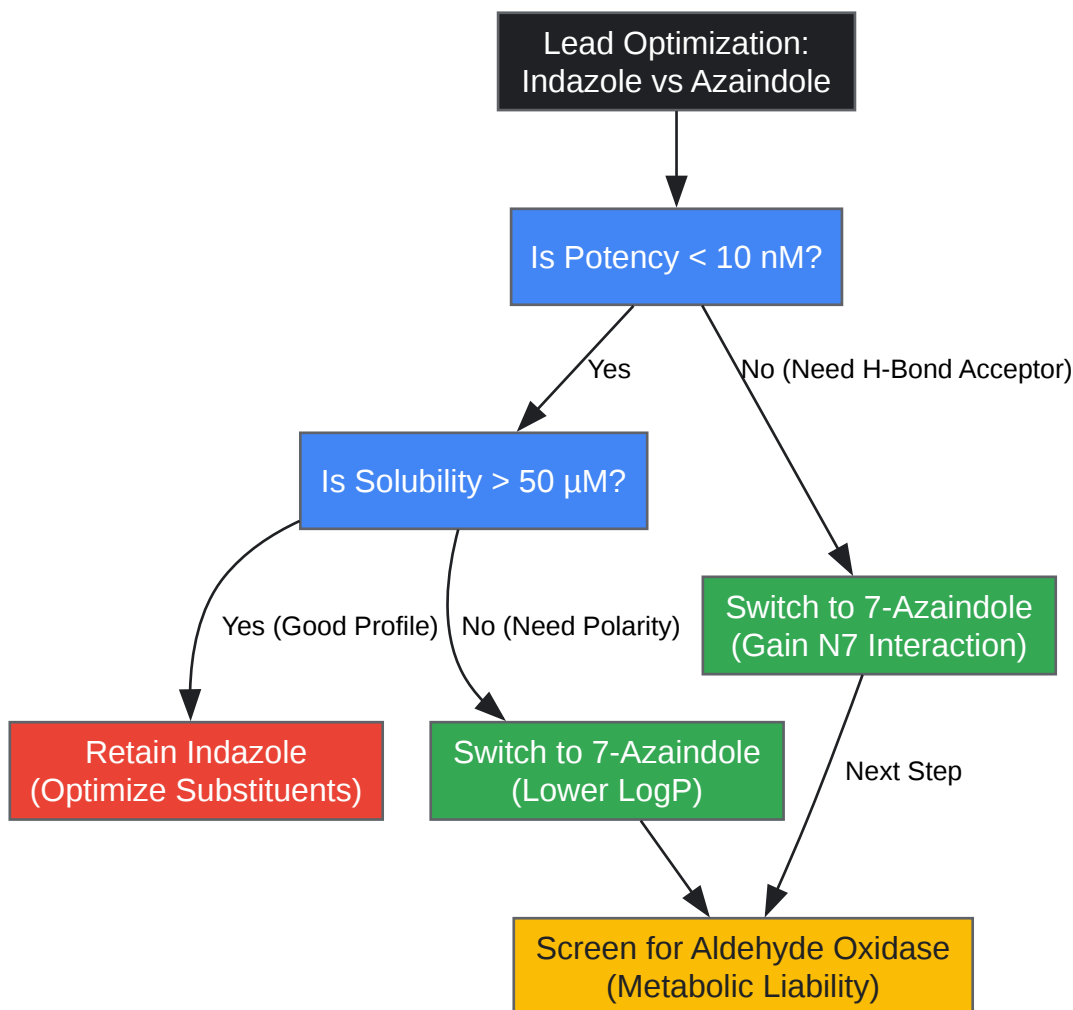 Lead Optimization:
Indazole vs Azaindole
Is Potency < 10 nM?
Yes
No (Need H-Bond Acceptor)
Is Solubility > 50 µM?
Switch to 7-Azaindole
(Gain N7 Interaction)
Yes (Good Profile)
No (Need Polarity)
Retain Indazole
(Optimize Substituents)
Switch to 7-Azaindole
(Lower LogP)
Next Step
Screen for Aldehyde Oxidase
(Metabolic Liability)